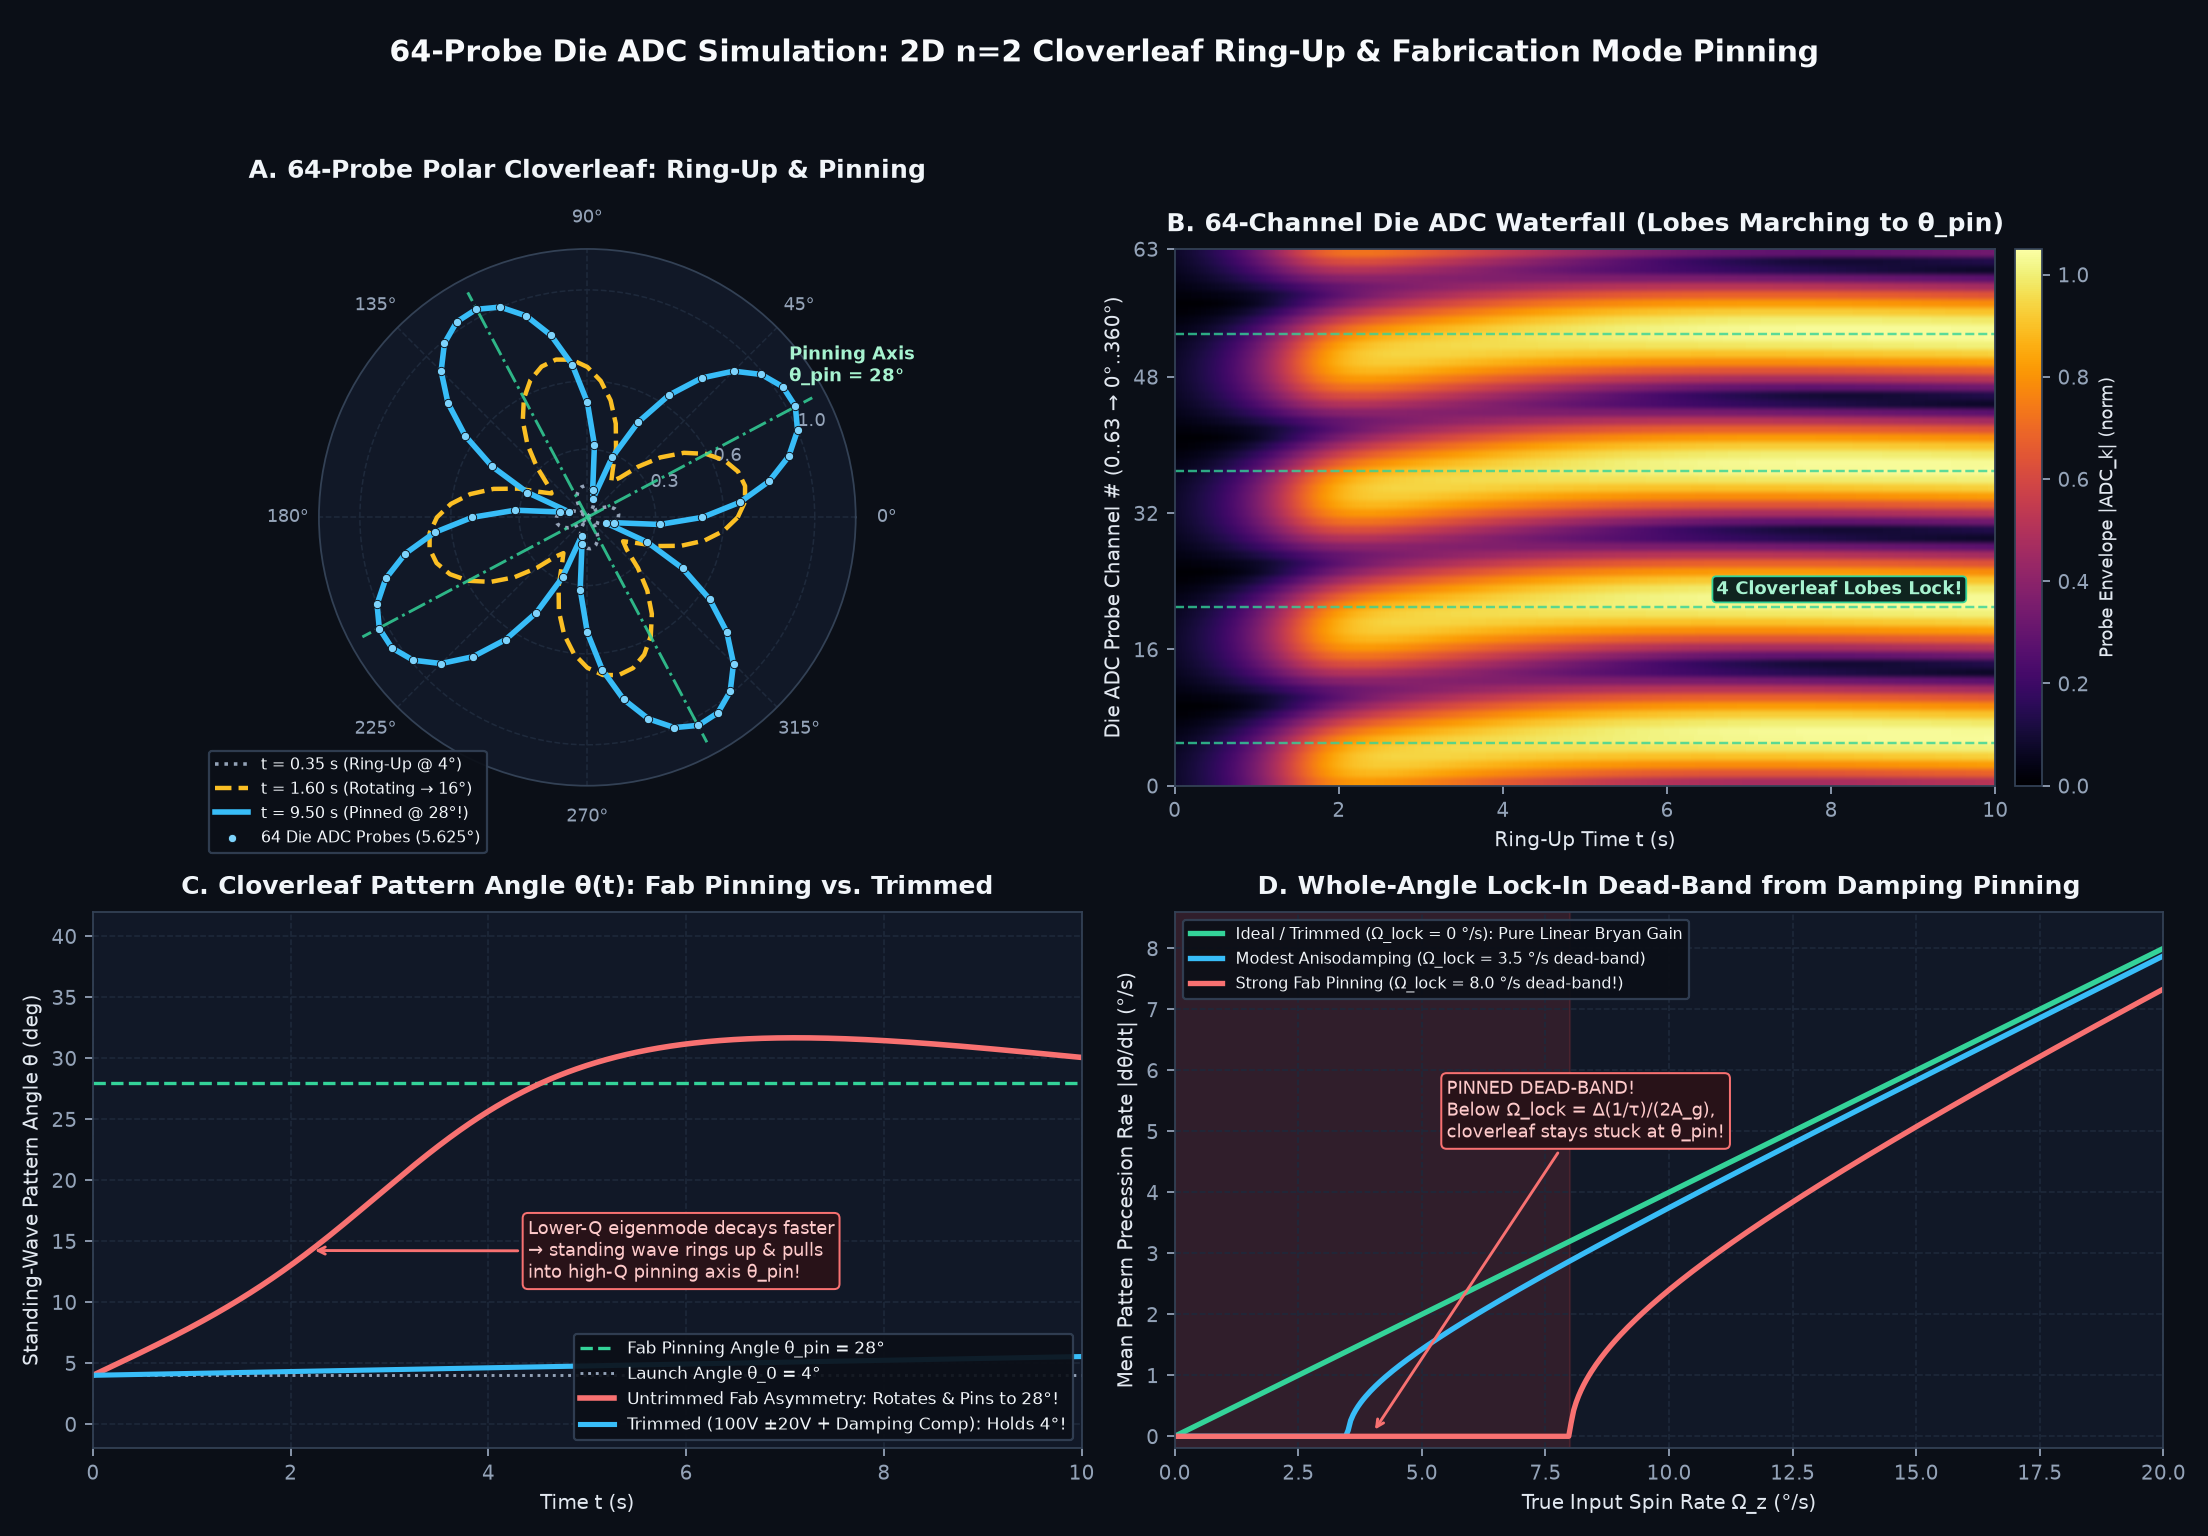 64-Probe Die ADC Simulation: 2D n=2 Cloverleaf Ring-Up & Fabrication Mode Pinning
A. 64-Probe Polar Cloverleaf: Ring-Up & Pinning
90°
135°
45°
Pinning Axis
θ_pin = 28°
1.0
0.6
0.3
180°
0°
225°
315°
270°
t = 0.35 s (Ring-Up @ 4°)
t = 1.60 s (Rotating → 16°)
t = 9.50 s (Pinned @ 28°!)
64 Die ADC Probes (5.625°)
B. 64-Channel Die ADC Waterfall (Lobes Marching to θ_pin)
63
48
32
16
0
Die ADC Probe Channel # (0..63 → 0°..360°)
4 Cloverleaf Lobes Lock!
0
2
4
6
8
10
Ring-Up Time t (s)
1.0
0.8
0.6
0.4
0.2
0.0
Probe Envelope |ADC_k| (norm)
C. Cloverleaf Pattern Angle θ(t): Fab Pinning vs. Trimmed
40
35
30
25
20
15
10
5
0
Standing-Wave Pattern Angle θ (deg)
Lower-Q eigenmode decays faster
→ standing wave rings up & pulls
into high-Q pinning axis θ_pin!
Fab Pinning Angle θ_pin = 28°
Launch Angle θ_0 = 4°
Untrimmed Fab Asymmetry: Rotates & Pins to 28°!
Trimmed (100V ±20V + Damping Comp): Holds 4°!
0
2
4
6
8
10
Time t (s)
D. Whole-Angle Lock-In Dead-Band from Damping Pinning
8
7
6
5
4
3
2
1
0
Mean Pattern Precession Rate |dθ/dt| (°/s)
Ideal / Trimmed (Ω_lock = 0 °/s): Pure Linear Bryan Gain
Modest Anisodamping (Ω_lock = 3.5 °/s dead-band)
Strong Fab Pinning (Ω_lock = 8.0 °/s dead-band!)
PINNED DEAD-BAND!
Below Ω_lock = Δ(1/τ)/(2A_g),
cloverleaf stays stuck at θ_pin!
0.0
2.5
5.0
7.5
10.0
12.5
15.0
17.5
20.0
True Input Spin Rate Ω_z (°/s)